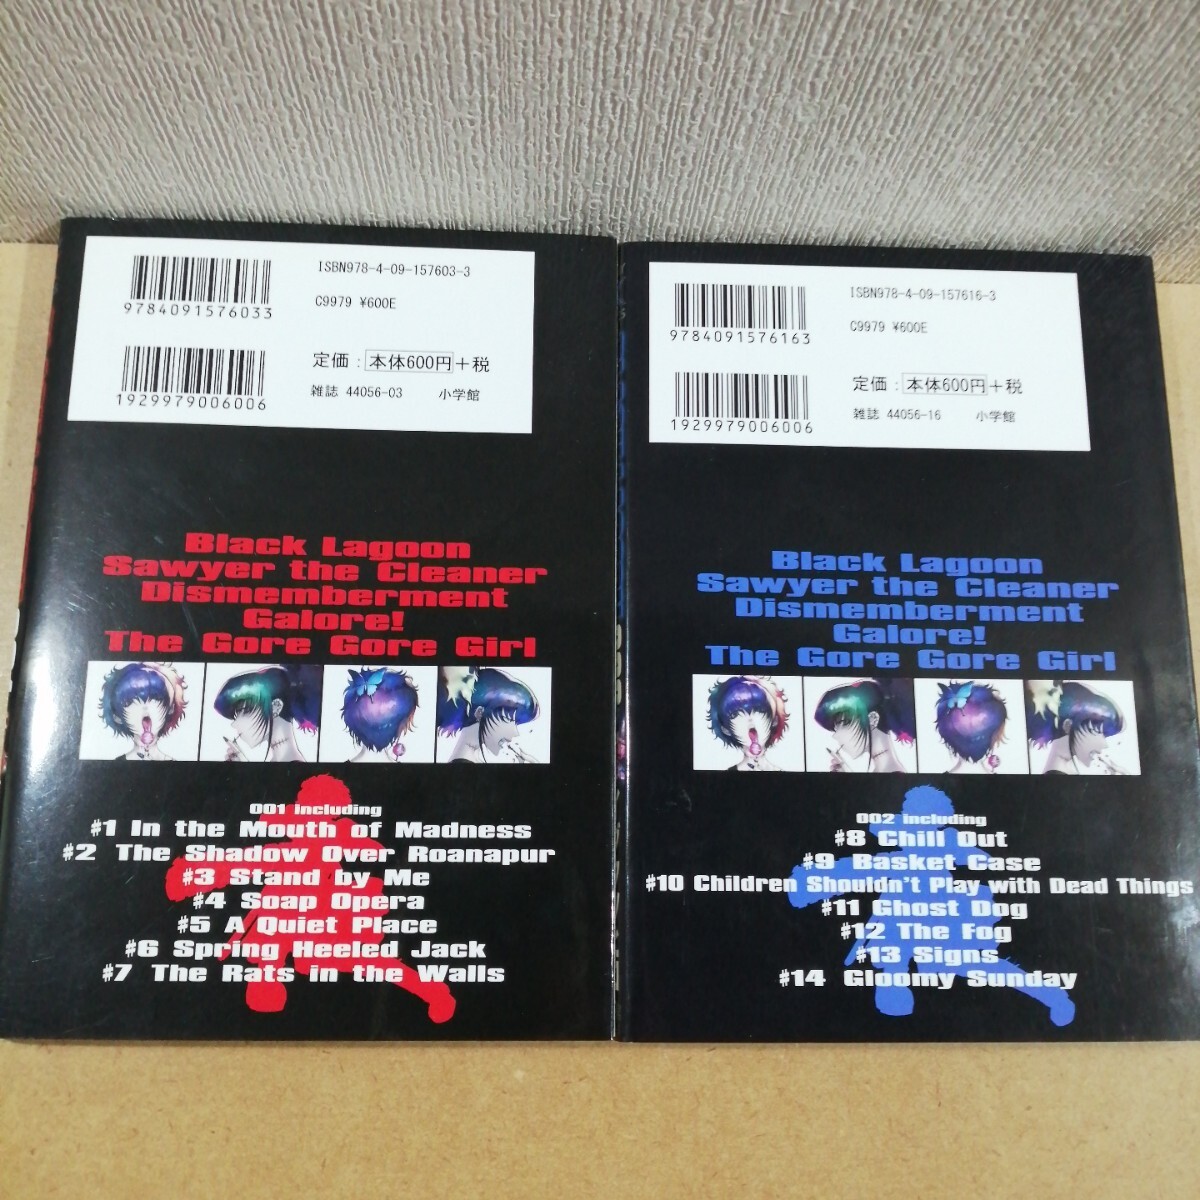 ISBN978-4-09-157603-3
9784091576033
C9979 ¥600E
定価：本体600円＋税
1929979006006
雑誌 44056-03 小学館
Black Lagoon
Sawyer the Cleaner
Dismemberment
Galore!
The Gore Gore Girl
001 including
#1 In the Mouth of Madness
#2 The Shadow Over Roanapur
#3 Stand by Me
#4 Soap Opera
#5 A Quiet Place
#6 Spring Heeled Jack
#7 The Rats in the Walls
ISBN978-4-09-157616-3
9784091576163
C9979 ¥600E
定価：本体600円＋税
1929979006006
雑誌 44056-16 小学館
Black Lagoon
Sawyer the Cleaner
Dismemberment
Galore!
The Gore Gore Girl
002 including
#8 Chill Out
#9 Basket Case
#10 Children Shouldn't Play with Dead Things
#11 Ghost Dog
#12 The Fog
#13 Signs
#14 Gloomy Sunday